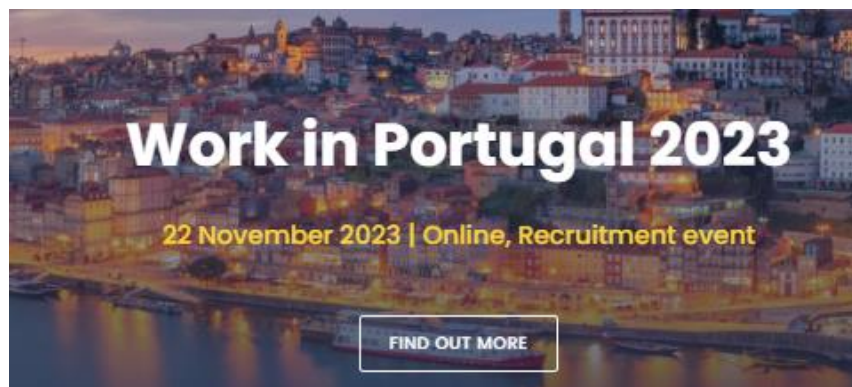 Work in Portugal 2023
22 November 2023 | Online, Recruitment event
FIND OUT MORE